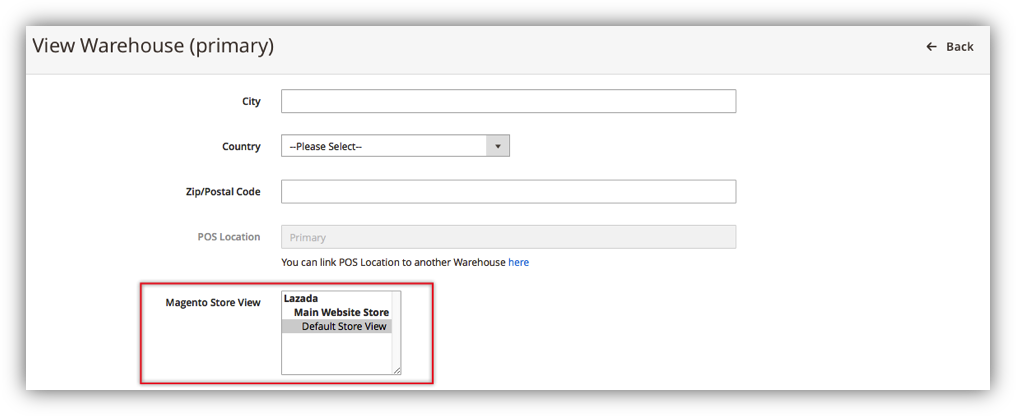 View Warehouse (primary)
← Back
City
Country --Please Select--
Zip/Postal Code
POS Location Primary
You can link POS Location to another Warehouse here
Magento Store View
Lazada
Main Website Store
Default Store View